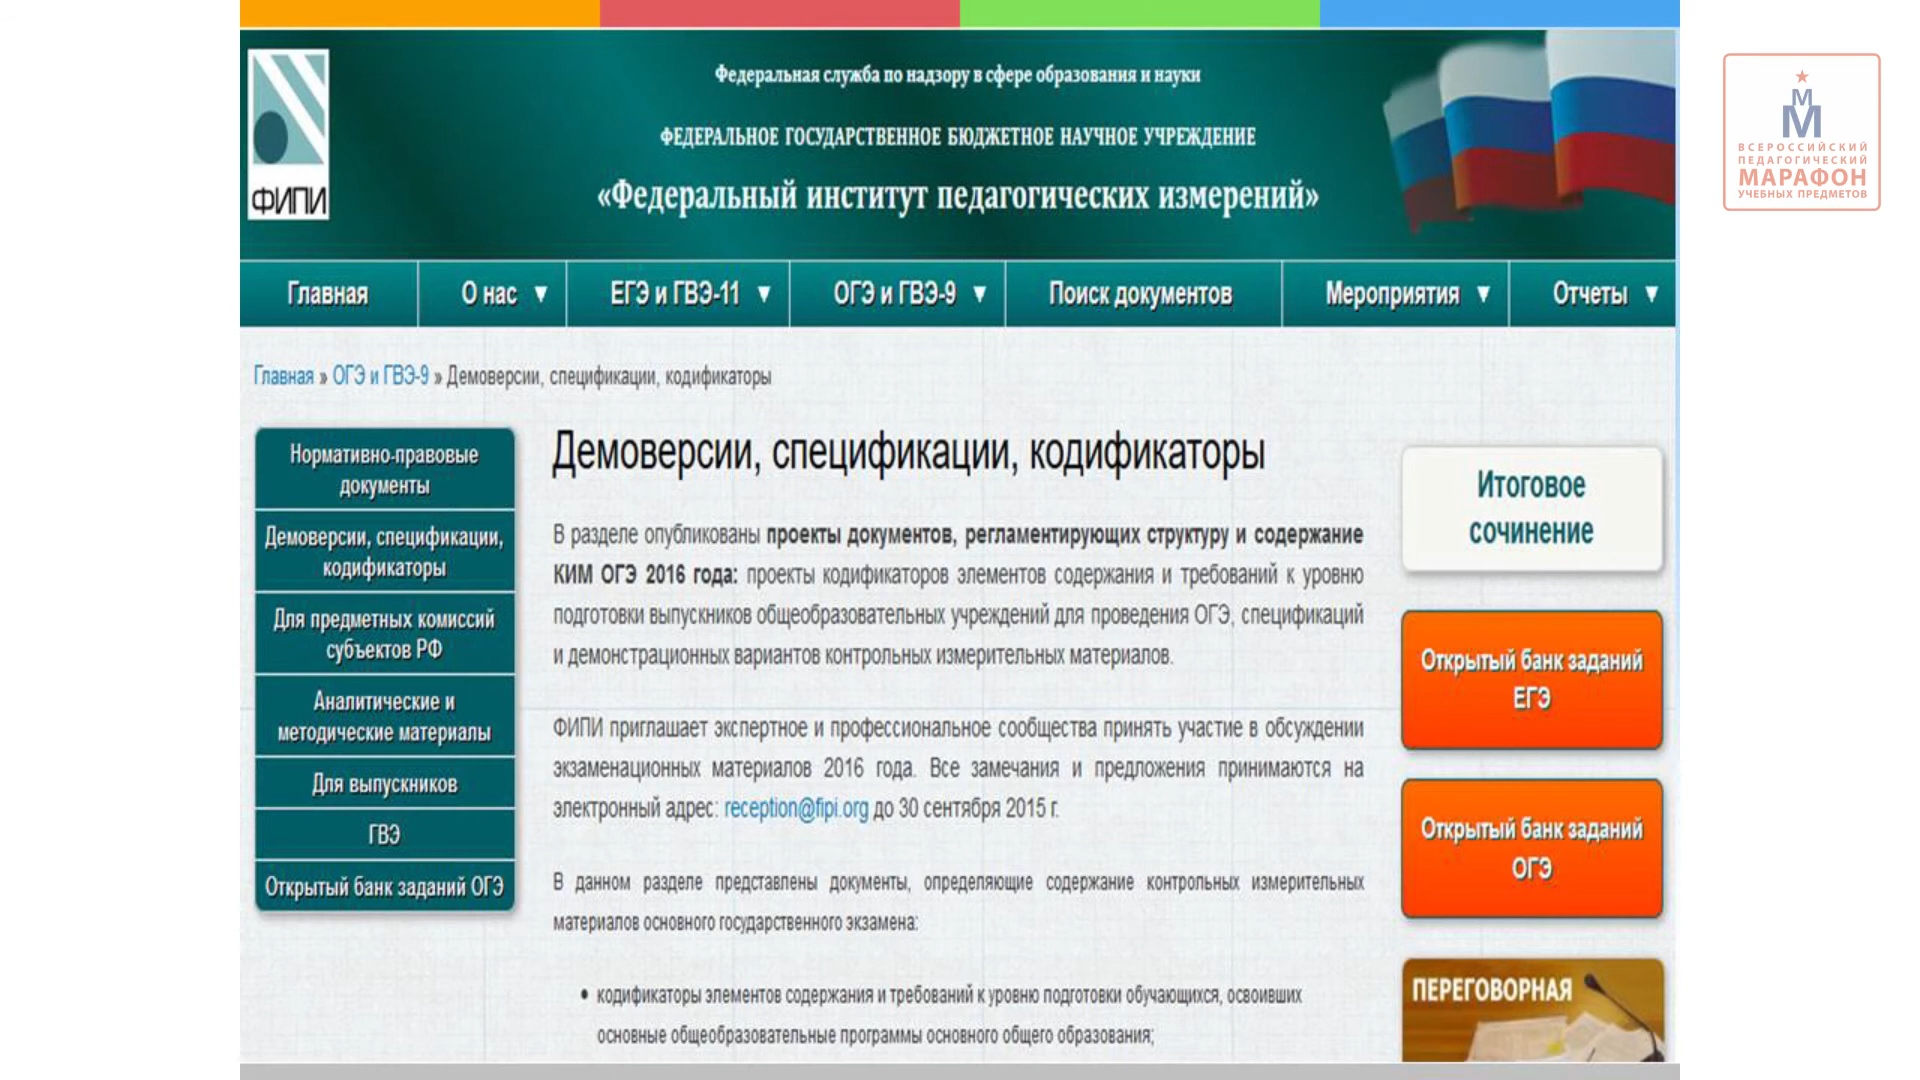 Федеральная служба по надзору в сфере образования и науки
ФЕДЕРАЛЬНОЕ ГОСУДАРСТВЕННОЕ БЮДЖЕТНОЕ НАУЧНОЕ УЧРЕЖДЕНИЕ
«Федеральный институт педагогических измерений»
ФИПИ
М
М
ВСЕРОССИЙСКИЙ
ПЕДАГОГИЧЕСКИЙ
МАРАФОН
УЧЕБНЫХ ПРЕДМЕТОВ
Главная О нас ▼ ЕГЭ и ГВЭ-11 ▼ ОГЭ и ГВЭ-9 ▼ Поиск документов Мероприятия ▼ Отчеты ▼
Главная » ОГЭ и ГВЭ-9 » Демоверсии, спецификации, кодификаторы
Нормативно-правовые
документы
Демоверсии, спецификации,
кодификаторы
Для предметных комиссий
субъектов РФ
Аналитические и
методические материалы
Для выпускников
ГВЭ
Открытый банк заданий ОГЭ
Демоверсии, спецификации, кодификаторы
В разделе опубликованы проекты документов, регламентирующих структуру и содержание
КИМ ОГЭ 2016 года: проекты кодификаторов элементов содержания и требований к уровню
подготовки выпускников общеобразовательных учреждений для проведения ОГЭ, спецификаций
и демонстрационных вариантов контрольных измерительных материалов.
ФИПИ приглашает экспертное и профессиональное сообщества принять участие в обсуждении
экзаменационных материалов 2016 года. Все замечания и предложения принимаются на
электронный адрес: reception@fipi.org до 30 сентября 2015 г.
В данном разделе представлены документы, определяющие содержание контрольных измерительных
материалов основного государственного экзамена:
• кодификаторы элементов содержания и требований к уровню подготовки обучающихся, освоивших
основные общеобразовательные программы основного общего образования;
Итоговое
сочинение
Открытый банк заданий
ЕГЭ
Открытый банк заданий
ОГЭ
ПЕРЕГОВОРНАЯ